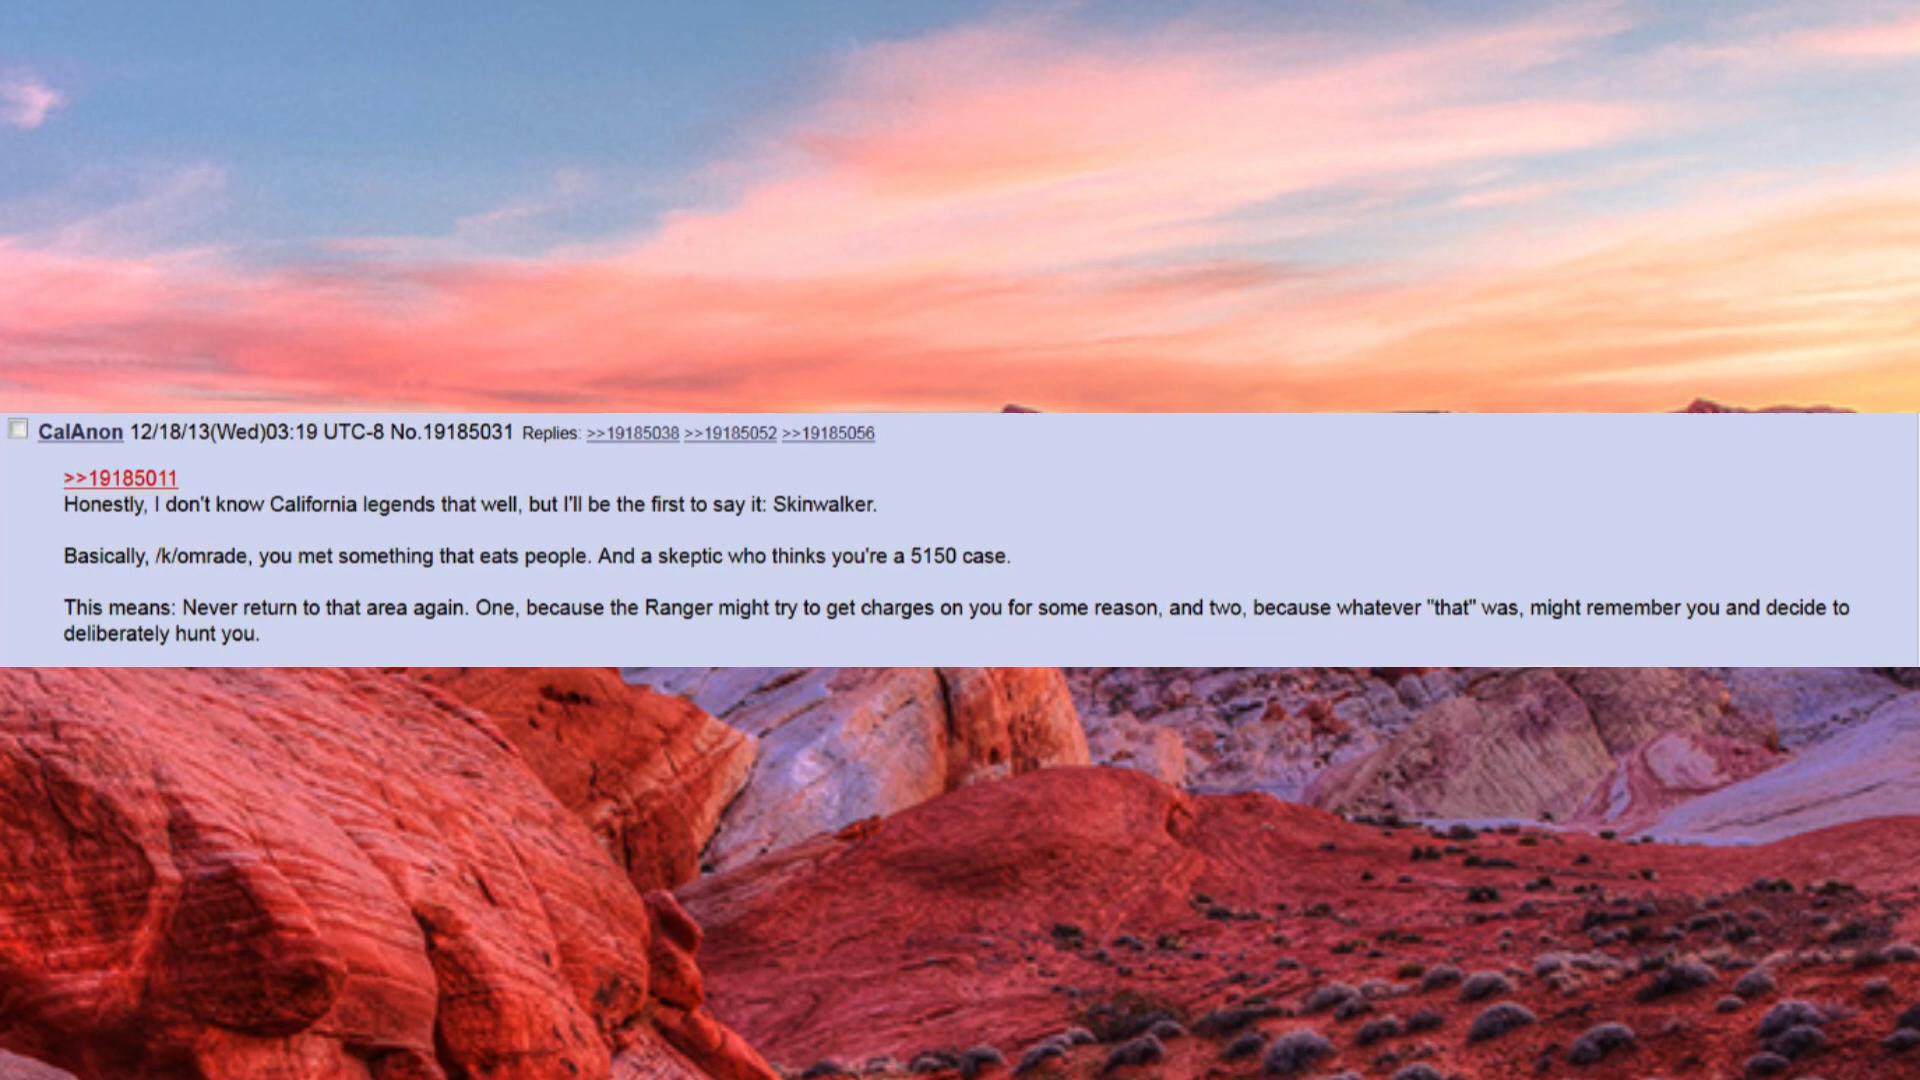 CalAnon 12/18/13(Wed)03:19 UTC-8 No.19185031 Replies: >>19185038 >>19185052 >>19185056
>>19185011
Honestly, I don't know California legends that well, but I'll be the first to say it: Skinwalker.
Basically, /k/omrade, you met something that eats people. And a skeptic who thinks you're a 5150 case.
This means: Never return to that area again. One, because the Ranger might try to get charges on you for some reason, and two, because whatever "that" was, might remember you and decide to
deliberately hunt you.